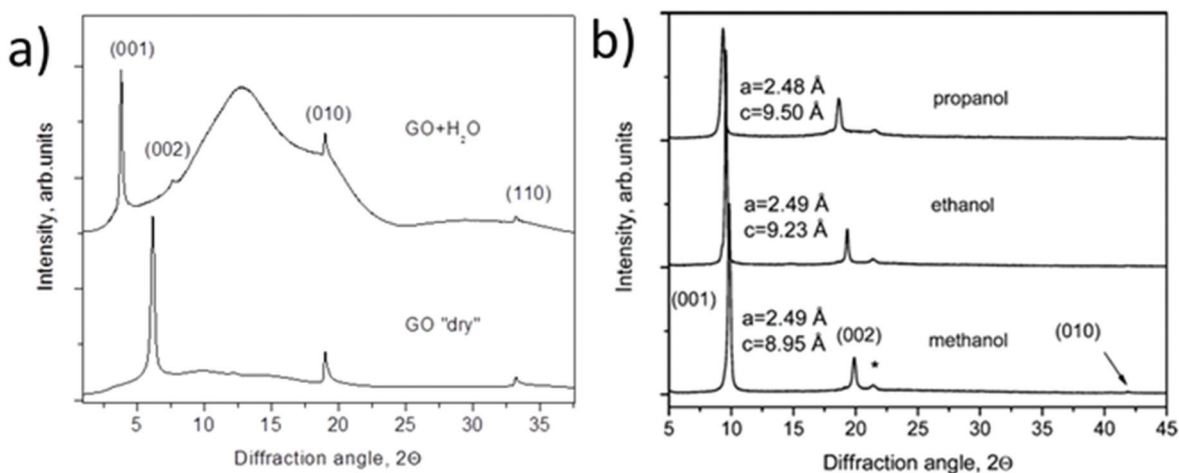 a)
Intensity, arb.units
(001)
(002)
GO+H₂O
(010)
(110)
GO "dry"
5 10 15 20 25 30 35
Diffraction angle, 2Θ
b)
Intensity, arb.units
a=2.48 Å
c=9.50 Å
propanol
a=2.49 Å
c=9.23 Å
ethanol
(001)
a=2.49 Å
c=8.95 Å
(002)
*
methanol
(010)
5 10 15 20 25 30 35 40 45
Diffraction angle, 2Θ